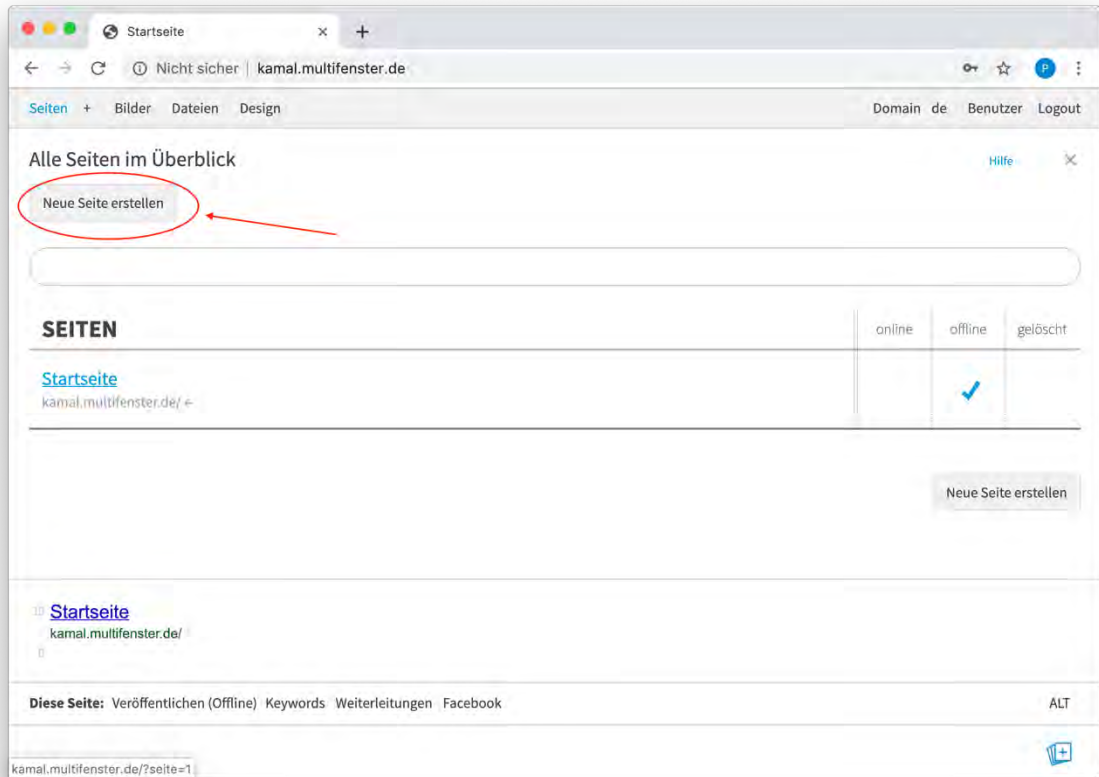 Startseite
Nicht sicher | kamal.multifenster.de
P
Seiten + Bilder Dateien Design Domain de Benutzer Logout
Alle Seiten im Überblick Hilfe
Neue Seite erstellen
SEITEN online offline gelöscht
Startseite
kamal.multifenster.de/ ←
Neue Seite erstellen
10 Startseite
kamal.multifenster.de/
0
Diese Seite: Veröffentlichen (Offline) Keywords Weiterleitungen Facebook ALT
kamal.multifenster.de/?seite=1